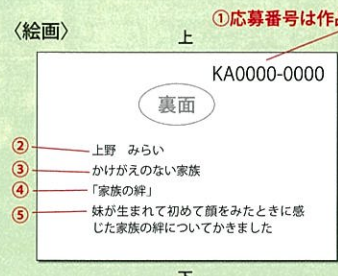 ①応募番号は作
〈絵画〉
上
KA0000-0000
裏面
② 上野 みらい
③ かけがえのない家族
④ 「家族の絆」
⑤ 妹が生まれて初めて顔をみたときに感
じた家族の絆についてかきました